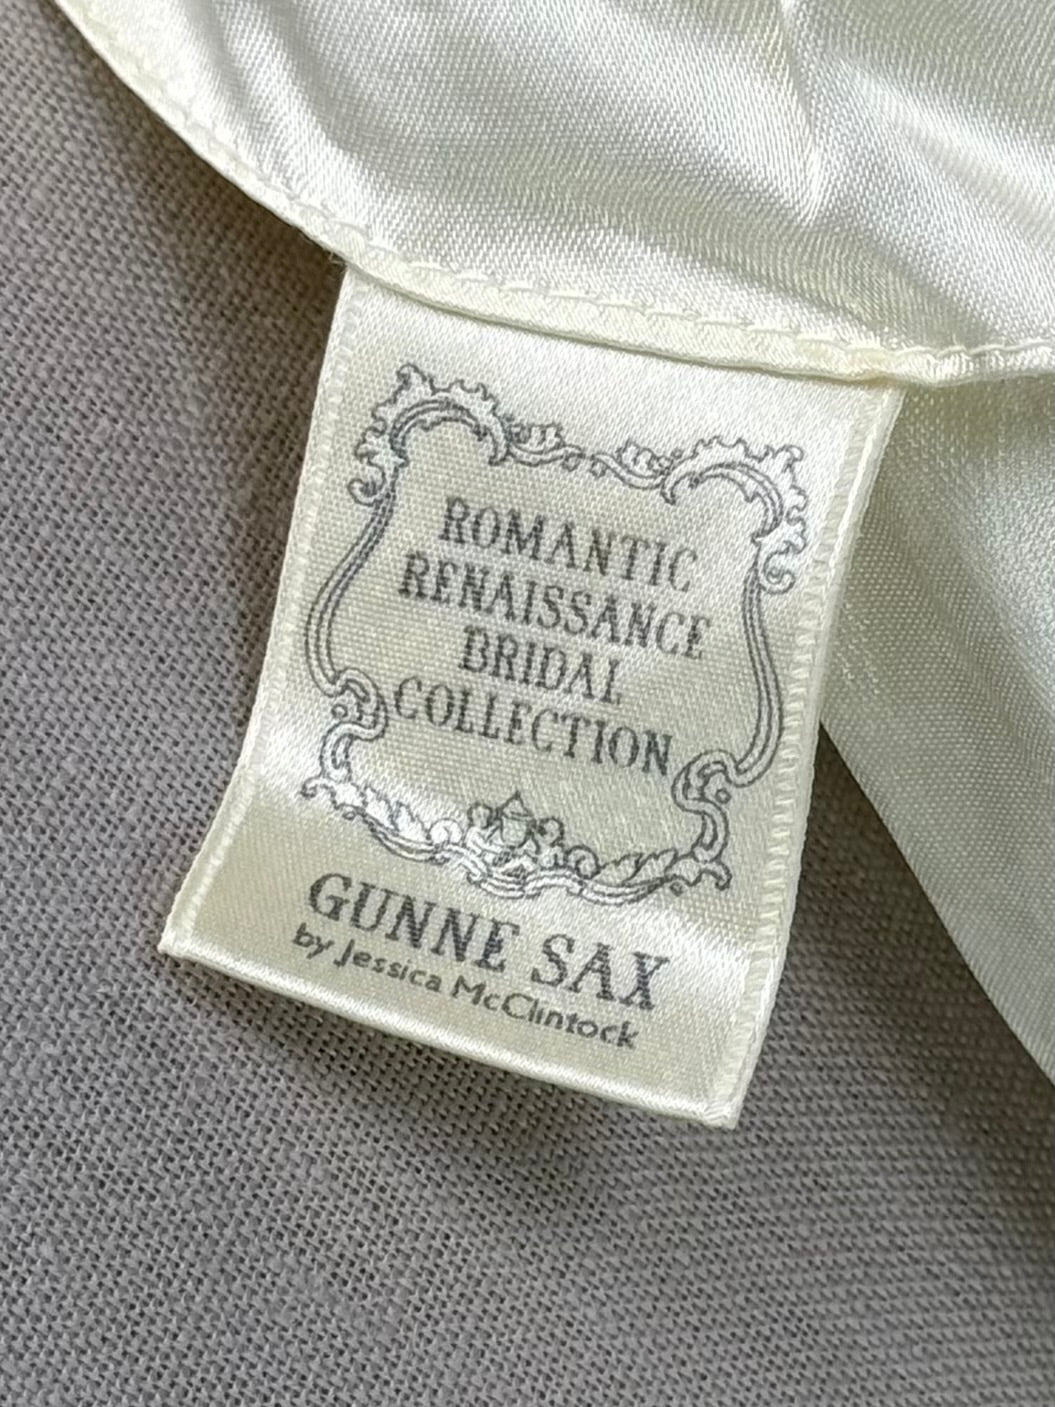 ROMANTIC
RENAISSANCE
BRIDAL
COLLECTION
GUNNE SAX
by Jessica McClintock